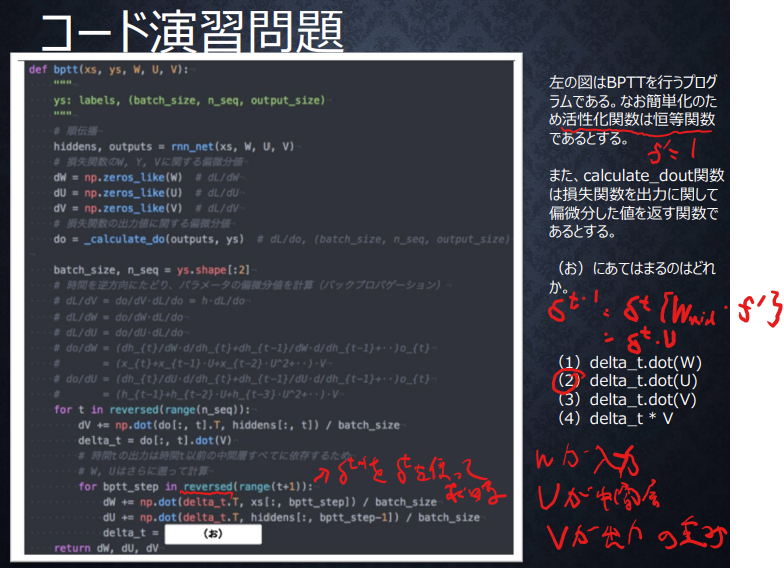 コード演習問題
def bptt(xs, ys, W, U, V):
"""
ys: labels, (batch_size, n_seq, output_size)
"""
# 順伝播
hiddens, outputs = rnn_net(xs, W, U, V)
# 損失関数のW, Y, Vに関する偏微分値
dW = np.zeros_like(W)  # dL/dW
dU = np.zeros_like(U)  # dL/dU
dV = np.zeros_like(V)  # dL/dV
# 損失関数の出力値に関する偏微分値
do = _calculate_do(outputs, ys)  # dL/do, (batch_size, n_seq, output_size)
batch_size, n_seq = ys.shape[:2]
# 時間を逆方向にたどり、パラメータの偏微分値を計算（バックプロパゲーション）
# dL/dV = do/dV·dL/do = h·dL/do
# dL/dW = do/dW·dL/do
# dL/dU = do/dU·dL/do
# do/dW = (dh_{t}/dW·d/dh_{t}+dh_{t-1}/dW·d/dh_{t-1}+··)o_{t}
#       = (x_{t}+x_{t-1}·U+x_{t-2}·U^2+··)·V
# do/dU = (dh_{t}/dU·d/dh_{t}+dh_{t-1}/dU·d/dh_{t-1}+··)o_{t}
#       = (h_{t-1}+h_{t-2}·U+h_{t-3}·U^2+··)·V
for t in reversed(range(n_seq)):
dV += np.dot(do[:, t].T, hiddens[:, t]) / batch_size
delta_t = do[:, t].dot(V)
# 時間tの出力は時間t以前の中間層すべてに依存するため
# W, Uはさらに遡って計算
for bptt_step in reversed(range(t+1)):
dW += np.dot(delta_t.T, xs[:, bptt_step]) / batch_size
dU += np.dot(delta_t.T, hiddens[:, bptt_step-1]) / batch_size
delta_t = （お）
return dW, dU, dV
→ δt-1を δtを使って
求める
左の図はBPTTを行うプログ
ラムである。なお簡単化のた
め活性化関数は恒等関数
であるとする。
f'=1
また、calculate_dout関数
は損失関数を出力に関して
偏微分した値を返す関数で
あるとする。
（お）にあてはまるのはどれ
か。
δt-1 = δt {Wmid · f'}
= δt·U
（1）delta_t.dot(W)
（2）delta_t.dot(U)
（3）delta_t.dot(V)
（4）delta_t * V
Wが入力
Uが中間層
Vが出力 の重み